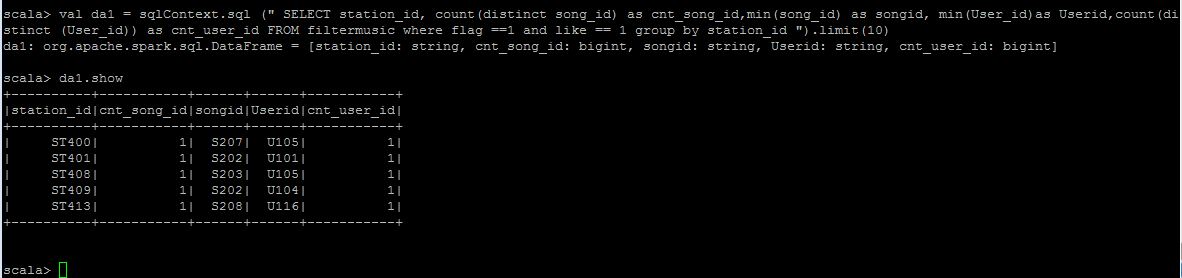 scala> val da1 = sqlContext.sql (" SELECT station_id, count(distinct song_id) as cnt_song_id,min(song_id) as songid, min(User_id)as Userid,count(di
stinct (User_id)) as cnt_user_id FROM filtermusic where flag ==1 and like == 1 group by station_id ").limit(10)
da1: org.apache.spark.sql.DataFrame = [station_id: string, cnt_song_id: bigint, songid: string, Userid: string, cnt_user_id: bigint]
scala> da1.show
+----------+-----------+------+------+-----------+
|station_id|cnt_song_id|songid|Userid|cnt_user_id|
+----------+-----------+------+------+-----------+
|     ST400|          1|  S207|  U105|          1|
|     ST401|          1|  S202|  U101|          1|
|     ST408|          1|  S203|  U105|          1|
|     ST409|          1|  S202|  U104|          1|
|     ST413|          1|  S208|  U116|          1|
+----------+-----------+------+------+-----------+
scala>